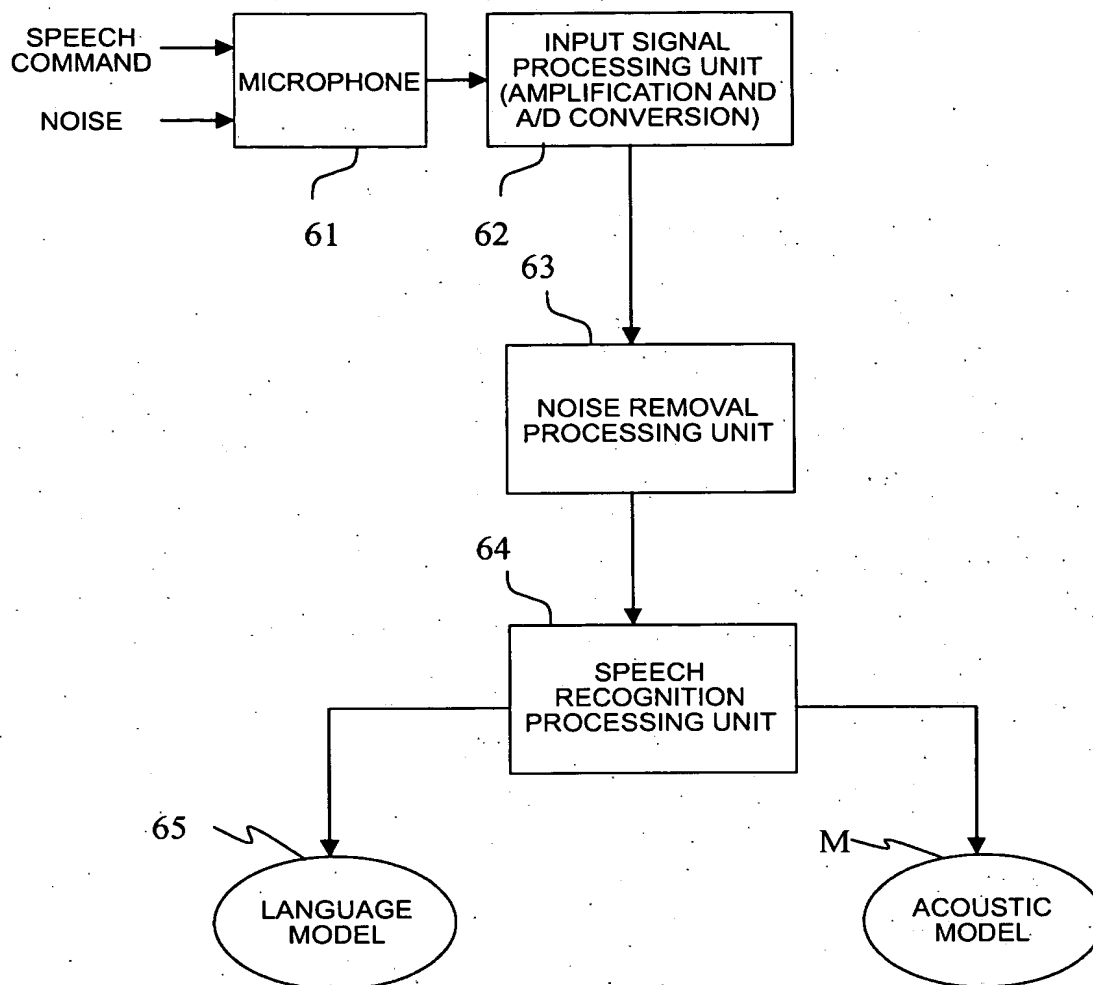 SPEECH
COMMAND
NOISE
MICROPHONE
INPUT SIGNAL
PROCESSING UNIT
(AMPLIFICATION AND
A/D CONVERSION)
61
62
63
NOISE REMOVAL
PROCESSING UNIT
64
SPEECH
RECOGNITION
PROCESSING UNIT
65
M
LANGUAGE
MODEL
ACOUSTIC
MODEL